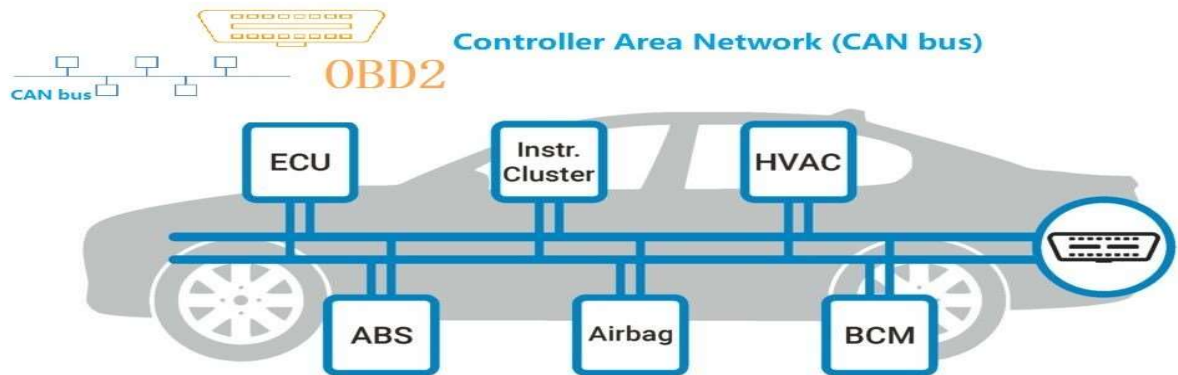 Controller Area Network (CAN bus)
OBD2
CAN bus
ECU
Instr.
Cluster
HVAC
ABS
Airbag
BCM